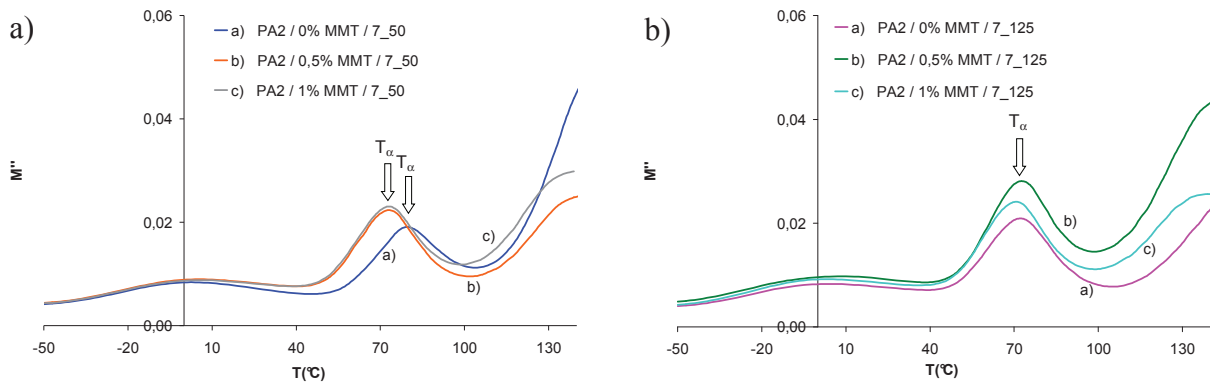 a)
0,06
0,04
0,02
0,00
M''
a) PA2 / 0% MMT / 7_50
b) PA2 / 0,5% MMT / 7_50
c) PA2 / 1% MMT / 7_50
Tα
Tα
a)
b)
c)
-50 -20 10 40 70 100 130
T(°C)
b)
0,06
0,04
0,02
0,00
M''
a) PA2 / 0% MMT / 7_125
b) PA2 / 0,5% MMT / 7_125
c) PA2 / 1% MMT / 7_125
Tα
b)
c)
a)
-50 -20 10 40 70 100 130
T(°C)